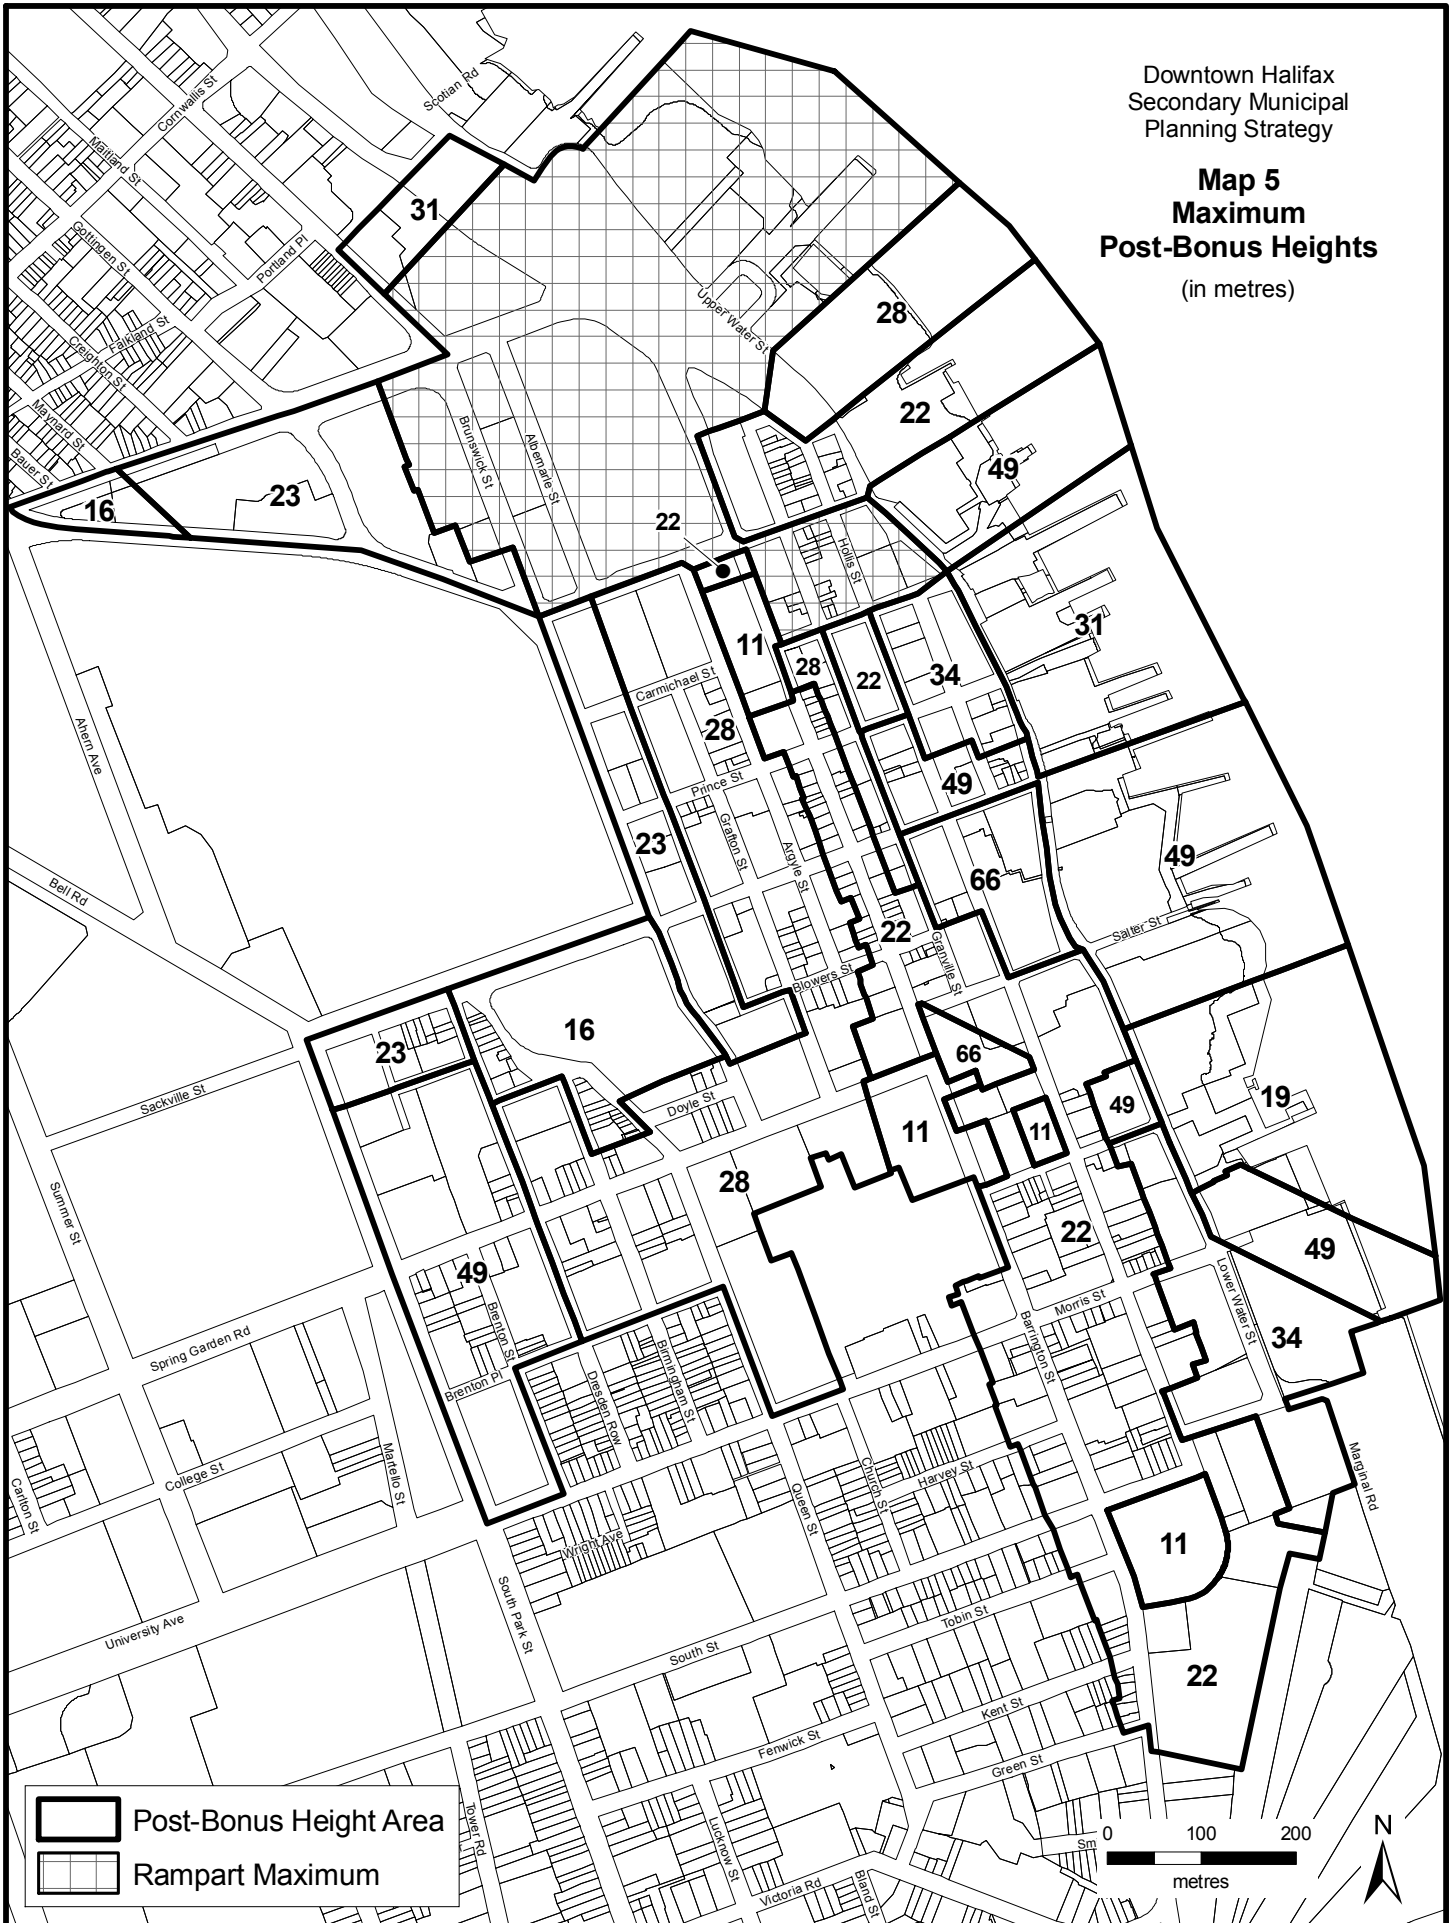 Downtown Halifax
Secondary Municipal
Planning Strategy
Map 5
Maximum
Post-Bonus Heights
(in metres)
Scotian Rd
Cornwallis St
Maitland St
31
Gottingen St
Portland Pl
Upper Water St
28
Falkland St
Creighton St
22
Maynard St
Brunswick St
Albemarle St
Bauer St
49
23
16
22
Hollis St
31
11
28
22
34
Carmichael St
Ahern Ave
28
Prince St
49
23
Grafton St
Argyle St
49
Bell Rd
66
22
Granville St
Salter St
Blowers St
16
23
66
Sackville St
Doyle St
49
19
11
11
28
Summer St
22
49
49
Lower Water St
Morris St
Brenton St
Barrington St
34
Spring Garden Rd
Birmingham St
Brenton Pl
Dresden Row
Martello St
College St
Carlton St
Church St
Harvey St
Queen St
Marginal Rd
Wright Ave
11
South Park St
Tobin St
University Ave
South St
22
Kent St
Fenwick St
Green St
Post-Bonus Height Area
Rampart Maximum
Tower Rd
Lucknow St
Bland St
Victoria Rd
Sm
0 100 200
metres
N